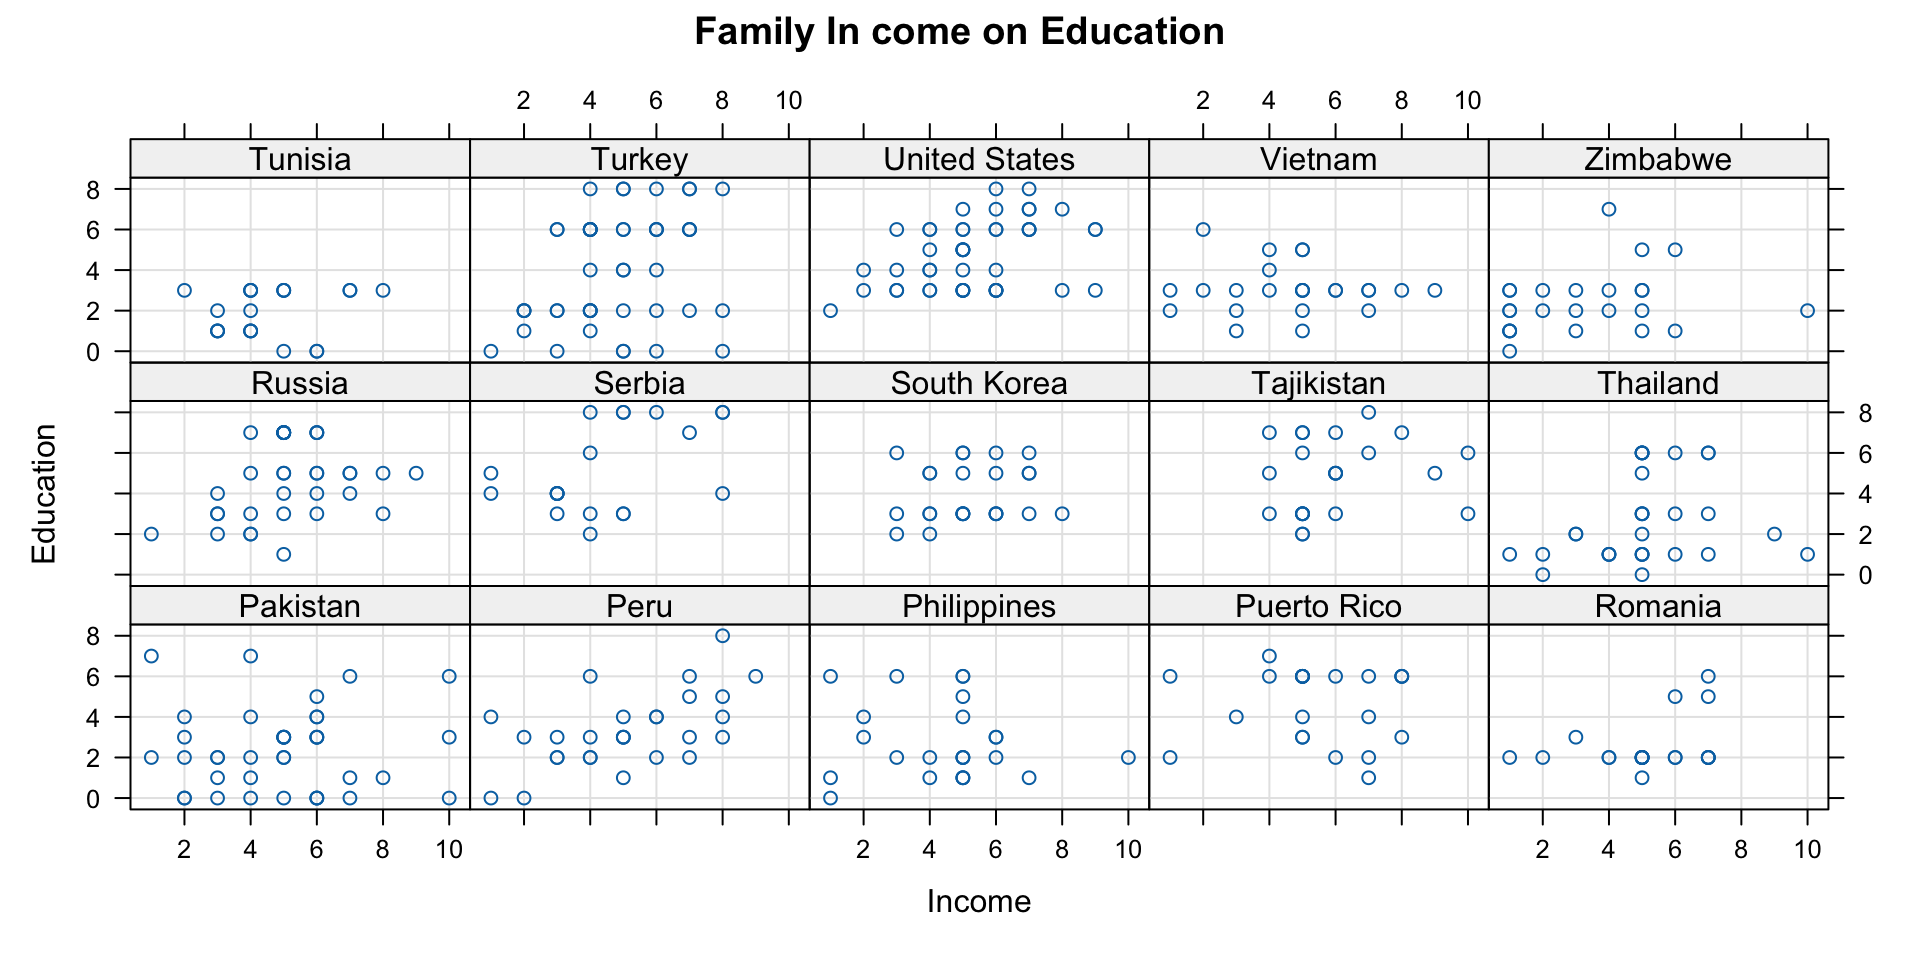 Family In come on Education
2 4 6 8 10 2 4 6 8 10
Tunisia Turkey United States Vietnam Zimbabwe
8
6
4
2
0
Russia Serbia South Korea Tajikistan Thailand
8
6
4
2
0
Pakistan Peru Philippines Puerto Rico Romania
8
6
4
2
0
2 4 6 8 10 2 4 6 8 10 2 4 6 8 10
Education
Income